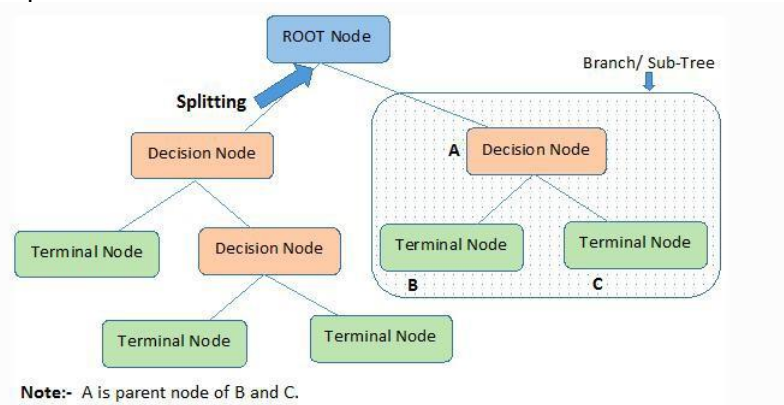 ROOT Node
Branch/ Sub-Tree
Splitting
Decision Node
A
Decision Node
Terminal Node
Decision Node
Terminal Node
Terminal Node
B
C
Terminal Node
Terminal Node
Note:- A is parent node of B and C.